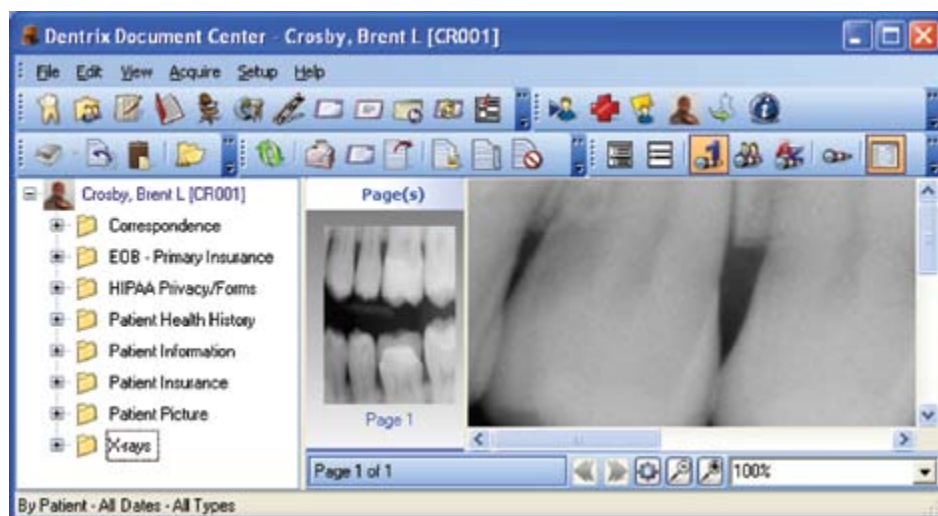 Dentrix Document Center - Crosby, Brent L [CR001]
File Edit View Acquire Setup Help
Crosby, Brent L [CR001]
Correspondence
EOB - Primary Insurance
HIPAA Privacy/Forms
Patient Health History
Patient Information
Patient Insurance
Patient Picture
X-rays
Page(s)
Page 1
Page 1 of 1
100%
By Patient - All Dates - All Types